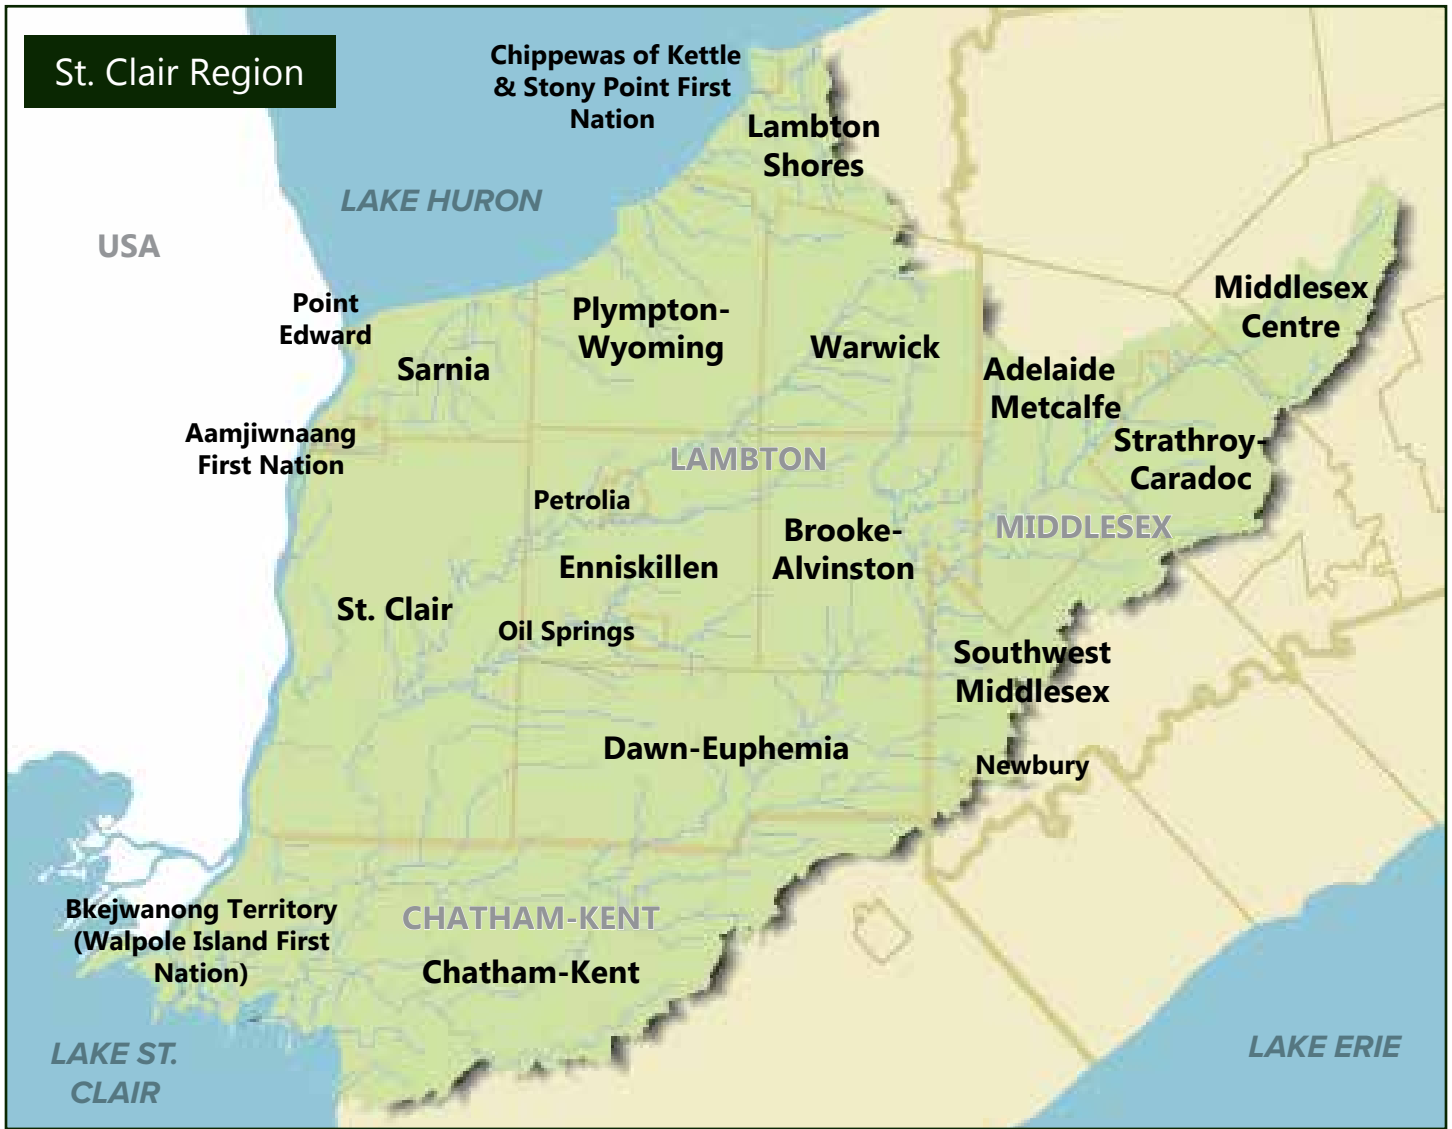 St. Clair Region
Chippewas of Kettle
& Stony Point First
Nation
Lambton
Shores
LAKE HURON
USA
Point
Edward
Sarnia
Plympton-
Wyoming
Warwick
Middlesex
Centre
Adelaide
Metcalfe
Aamjiwnaang
First Nation
LAMBTON
Strathroy-
Caradoc
Petrolia
Brooke-
Alvinston
MIDDLESEX
Enniskillen
St. Clair
Oil Springs
Southwest
Middlesex
Dawn-Euphemia
Newbury
Bkejwanong Territory
(Walpole Island First
Nation)
CHATHAM-KENT
Chatham-Kent
LAKE ST.
CLAIR
LAKE ERIE